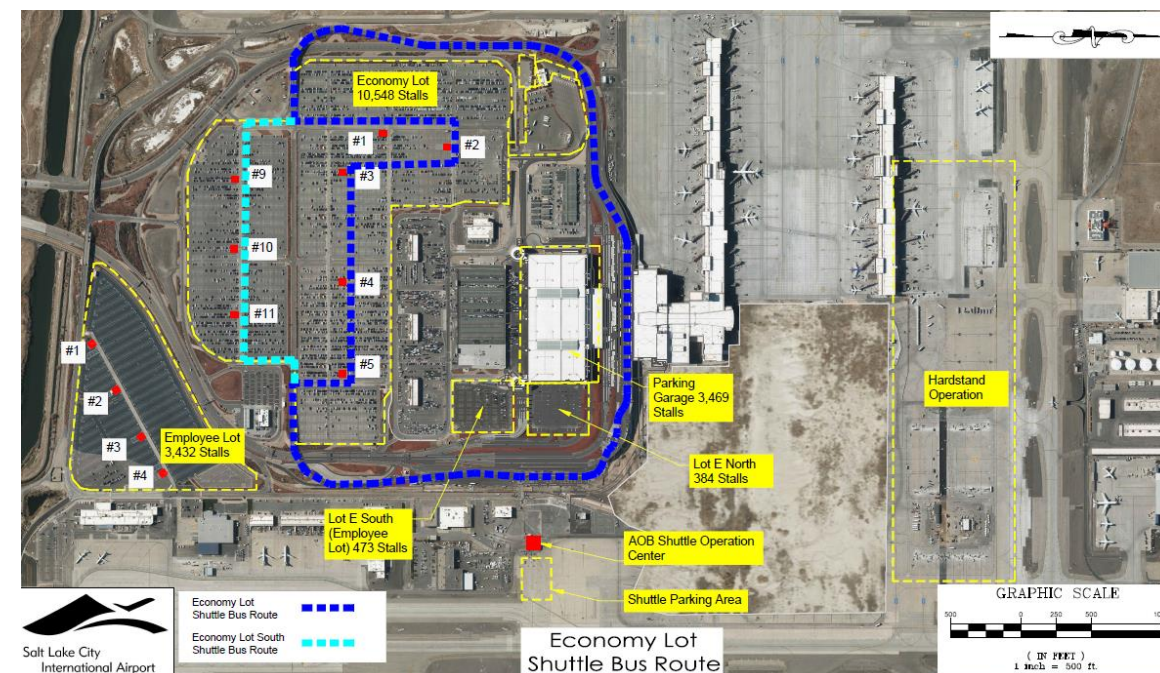 Economy Lot
10,548 Stalls
#1
#2
#3
#9
#10
#4
#11
#5
#1
#2
#3
#4
Employee Lot
3,432 Stalls
Parking
Garage 3,469
Stalls
Hardstand
Operation
Lot E North
384 Stalls
Lot E South
(Employee
Lot) 473 Stalls
AOB Shuttle Operation
Center
Shuttle Parking Area
Salt Lake City
International Airport
Economy Lot
Shuttle Bus Route
Economy Lot South
Shuttle Bus Route
Economy Lot
Shuttle Bus Route
GRAPHIC SCALE
500 0 250 500
( IN FEET )
1 inch = 500 ft.